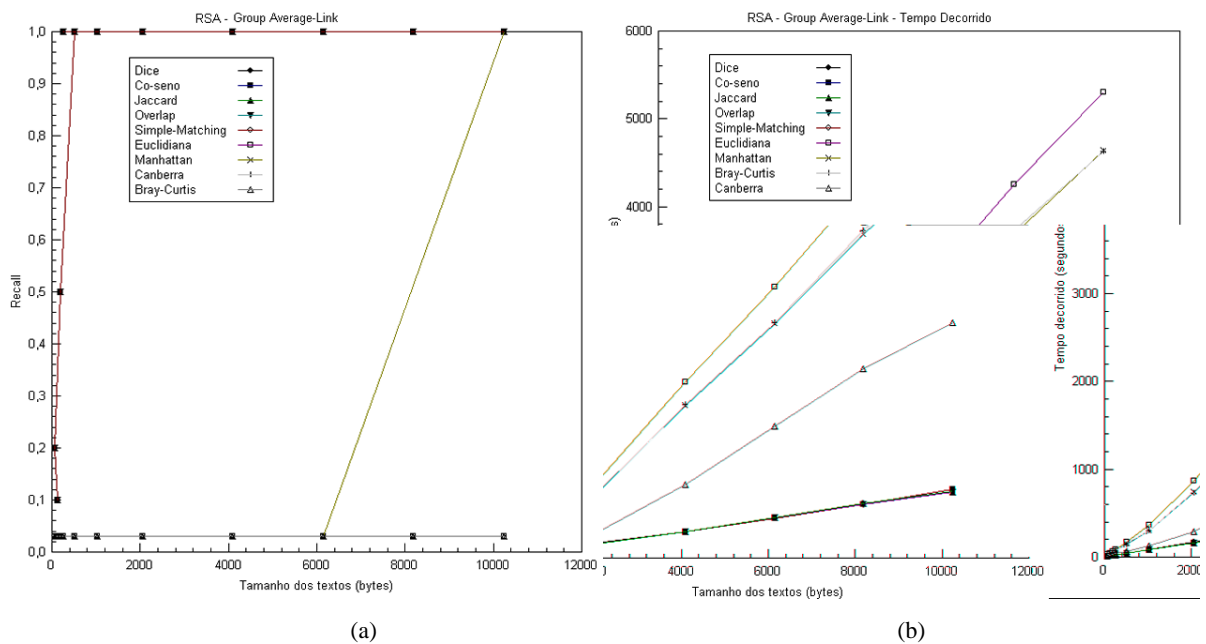 RSA - Group Average-Link
1,0
0,9
0,8
0,7
0,6
0,5
0,4
0,3
0,2
0,1
0,0
Recall
Dice
Co-seno
Jaccard
Overlap
Simple-Matching
Euclidiana
Manhattan
Canberra
Bray-Curtis
0
2000
4000
6000
8000
10000
12000
Tamanho dos textos (bytes)
(a)
RSA - Group Average-Link - Tempo Decorrido
6000
5000
4000
s)
Dice
Co-seno
Jaccard
Overlap
Simple-Matching
Euclidiana
Manhattan
Bray-Curtis
Canberra
4000
6000
8000
10000
12000
Tamanho dos textos (bytes)
Tempo decorrido (segundos
3000
2000
1000
0
0
2000
(b)